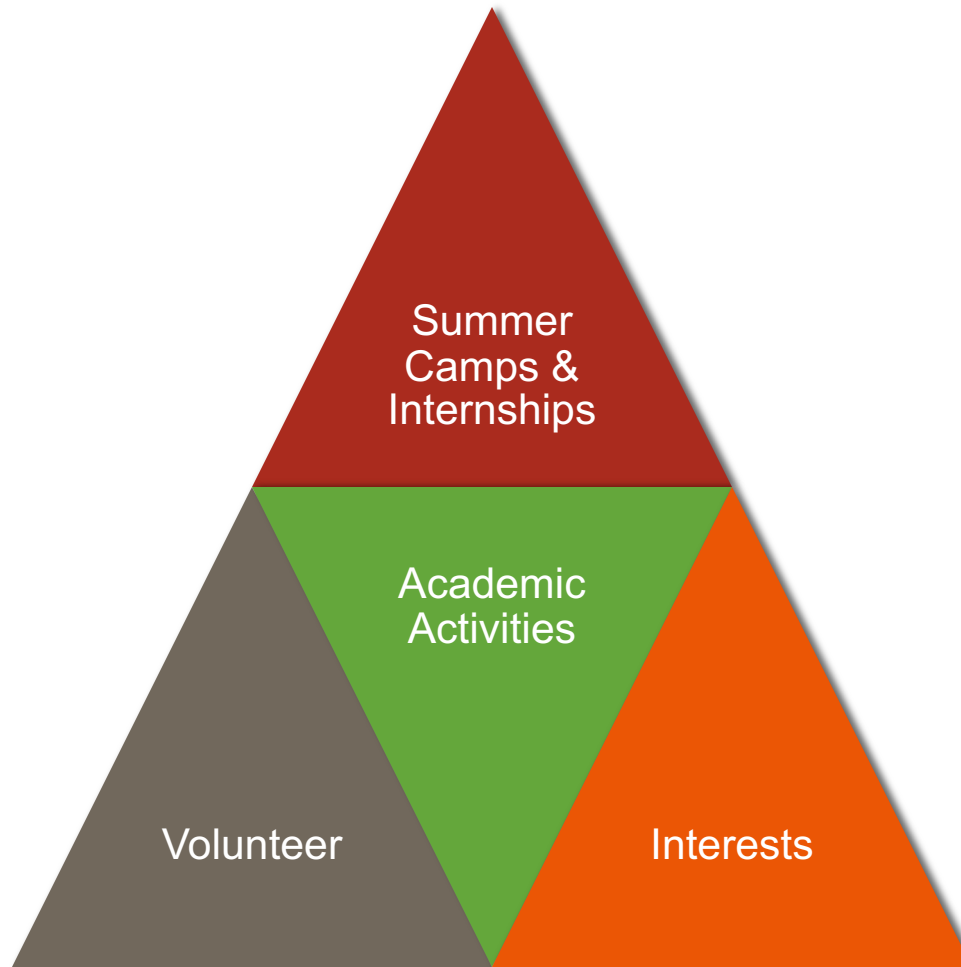 Summer
Camps &
Internships
Academic
Activities
Volunteer
Interests